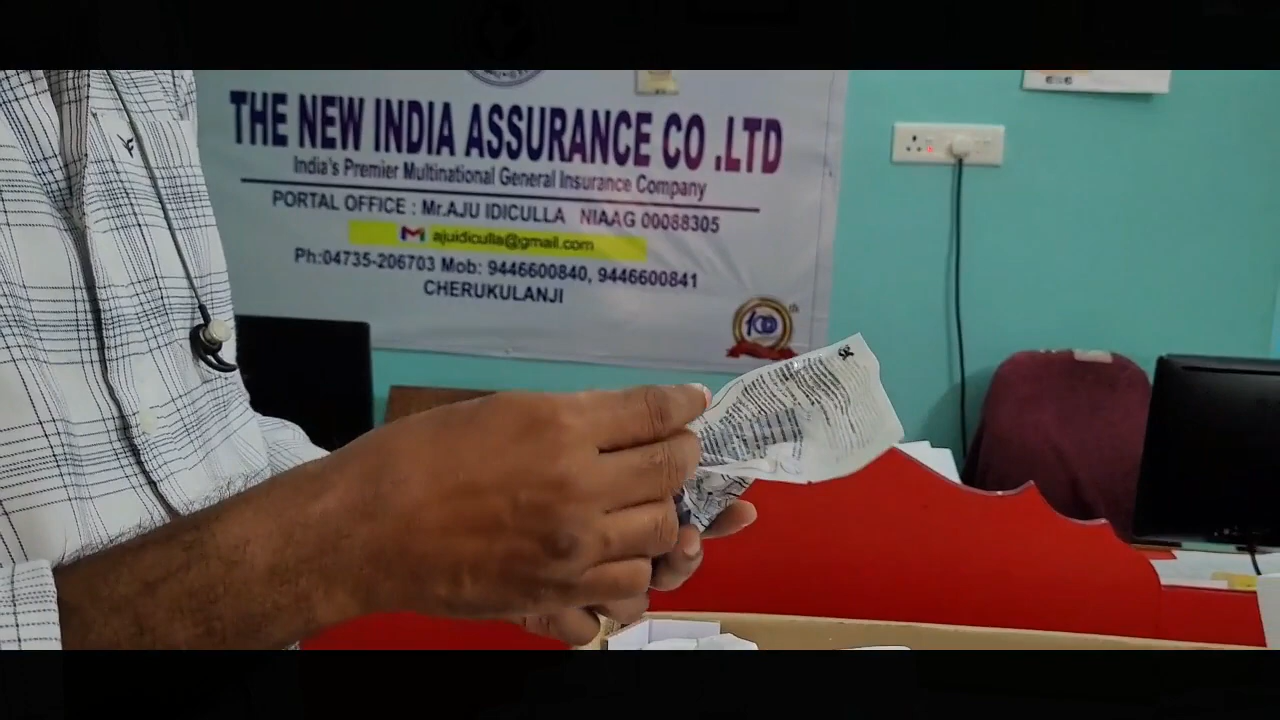 THE NEW INDIA ASSURANCE CO .LTD
India's Premier Multinational General Insurance Company
PORTAL OFFICE : Mr.AJU IDICULLA NIAAG 00088305
ajuidiculla@gmail.com
Ph:04735-206703 Mob: 9446600840, 9446600841
CHERUKULANJI
100th